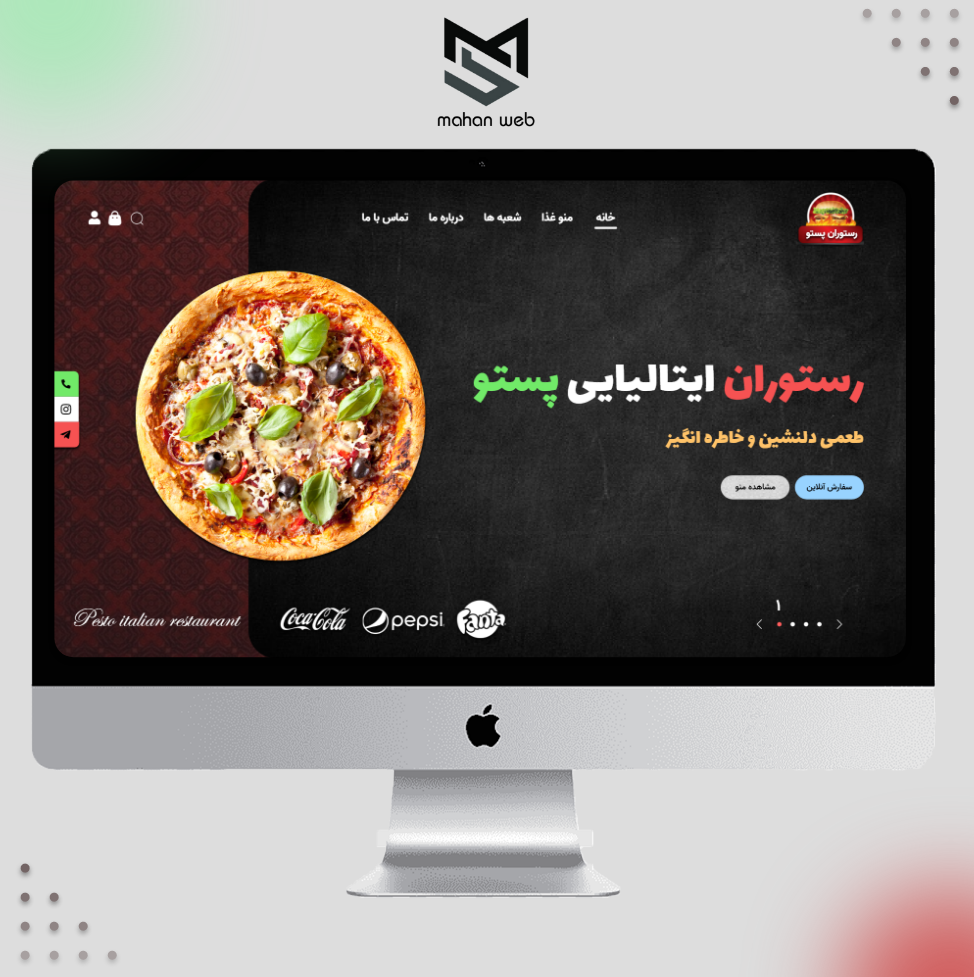 mahan web
رستوران پستو
خانه منو غذا شعبه ها درباره ما تماس با ما
رستوران ایتالیایی پستو
طعمی دلنشین و خاطره انگیز
سفارش آنلاین مشاهده منو
۱
Pesto italian restaurant
Coca-Cola pepsi Fanta